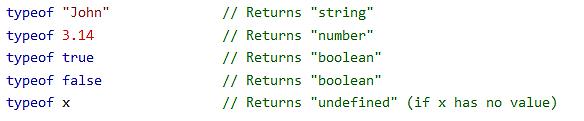 typeof "John"              // Returns "string"
typeof 3.14                // Returns "number"
typeof true                // Returns "boolean"
typeof false               // Returns "boolean"
typeof x                   // Returns "undefined" (if x has no value)